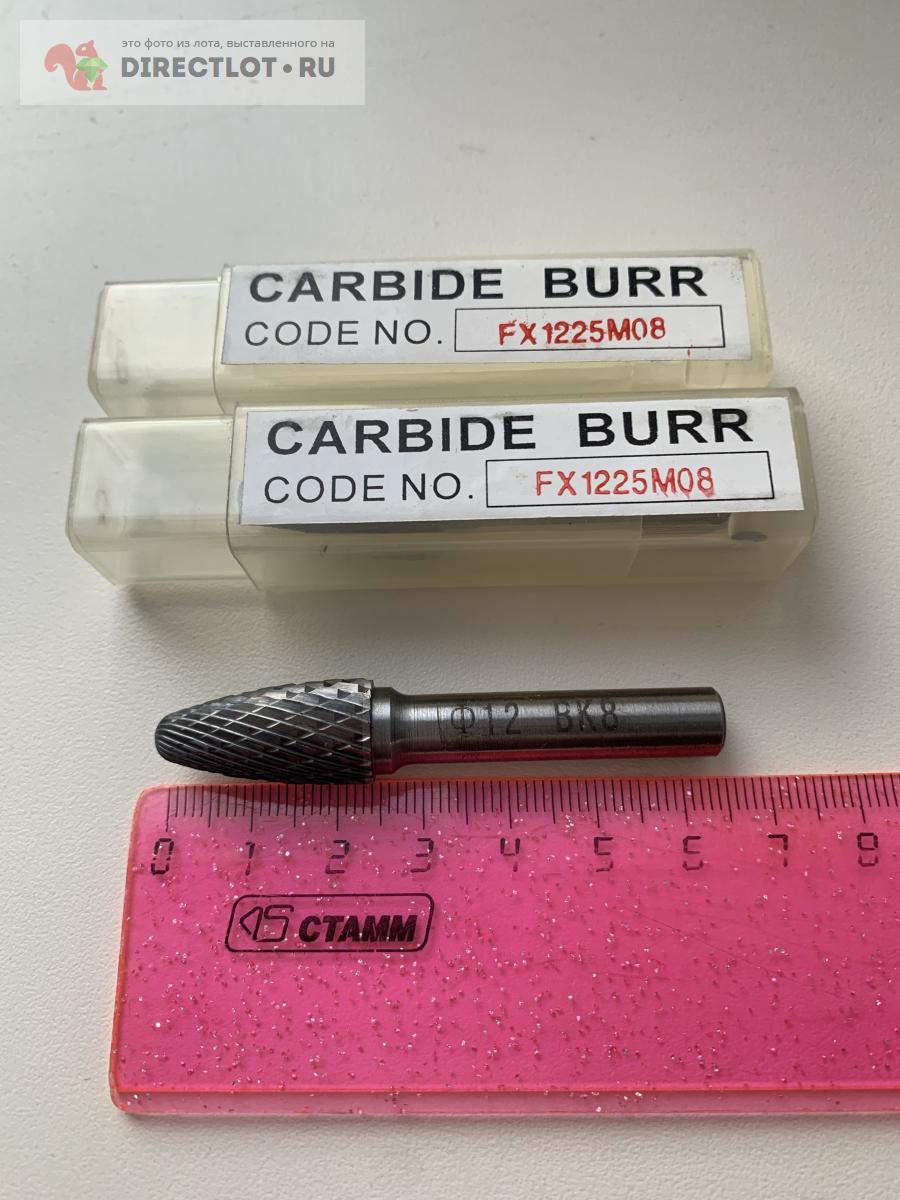 это фото из лота, выставленного на
DIRECTLOT•RU
CARBIDE BURR
CODE NO. FX1225M08
CARBIDE BURR
CODE NO. FX1225M08
Ф12 BK8
0 1 2 3 4 5 6 7 8
СТАММ